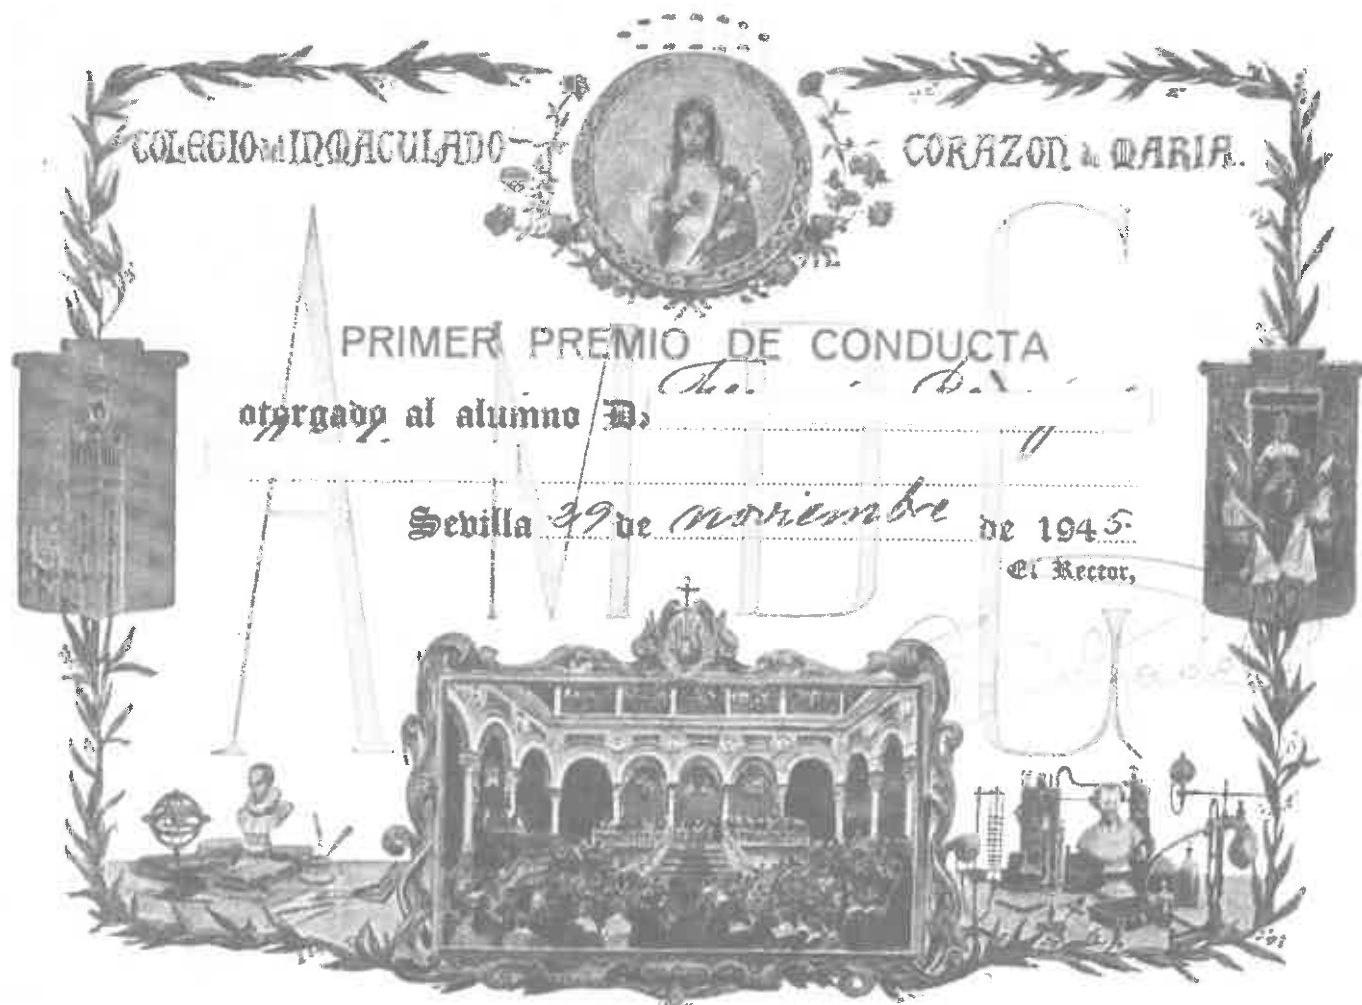 COLEGIO del INMACULADO CORAZON de MARIA.
AMDG
PRIMER PREMIO DE CONDUCTA
otorgado al alumno D.
Sevilla 29 de noviembre de 1945.
El Rector,